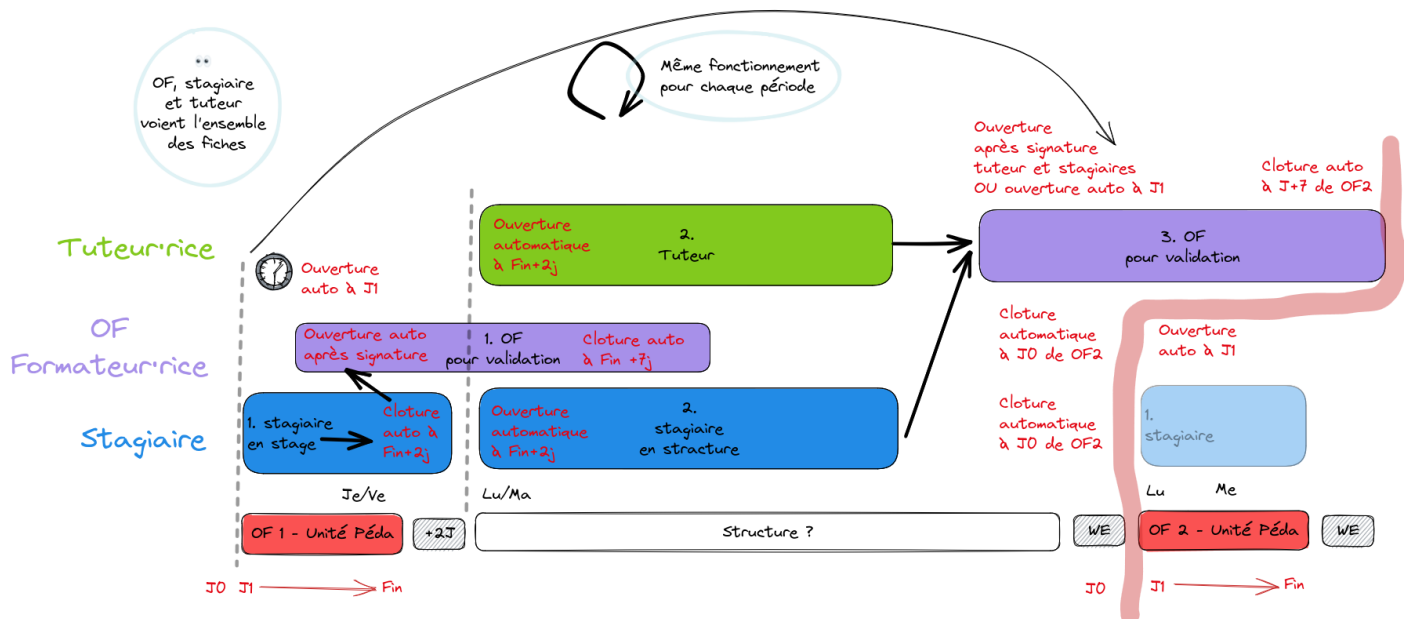 OF, stagiaire
et tuteur
voient l'ensemble
des fiches
Même fonctionnement
pour chaque période
Ouverture
après signature
tuteur et stagiaires
OU ouverture auto à J1
Cloture auto
à J+7 de OF2
Tuteur·rice
Ouverture
auto à J1
Ouverture
automatique
à Fin+2j
2.
Tuteur
3. OF
pour validation
OF
Formateur·rice
Ouverture auto
après signature
1. OF
pour validation
Cloture auto
à Fin +7j
Cloture
automatique
à J0 de OF2
Ouverture
auto à J1
Stagiaire
1. stagiaire
en stage
Cloture
auto à
Fin+2j
Ouverture
automatique
à Fin+2j
2.
stagiaire
en stracture
Cloture
automatique
à J0 de OF2
1.
stagiaire
Je/Ve
Lu/Ma
Lu
Me
OF 1 - Unité Péda
+2J
Structure ?
WE
OF 2 - Unité Péda
WE
J0
J1
Fin
J0
J1
Fin